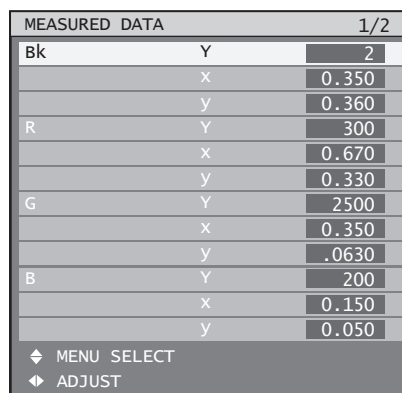 MEASURED DATA 1/2
Bk Y 2
x 0.350
y 0.360
R Y 300
x 0.670
y 0.330
G Y 2500
x 0.350
y .0630
B Y 200
x 0.150
y 0.050
MENU SELECT
ADJUST